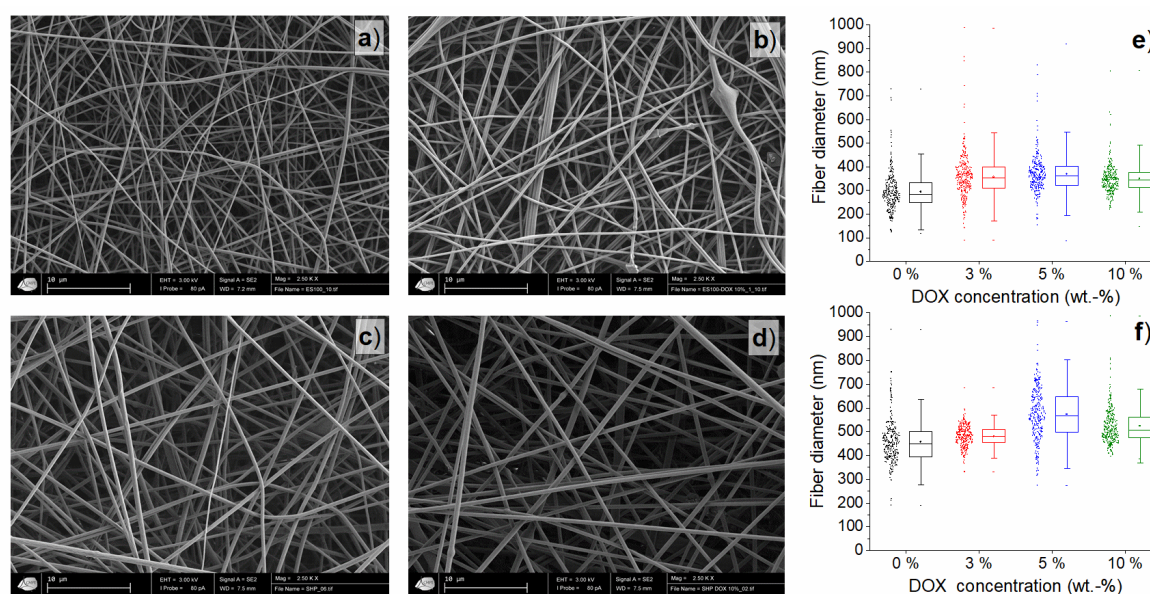 a)
10 µm
EHT = 3.00 kV
Signal A = SE2
Mag = 2.50 K X
I Probe = 80 pA
WD = 7.2 mm
File Name = ES100_10.tif
b)
10 µm
EHT = 3.00 kV
Signal A = SE2
Mag = 2.50 K X
I Probe = 80 pA
WD = 7.5 mm
File Name = ES100-DOX 10%_1_10.tif
e)
Fiber diameter (nm)
1000
900
800
700
600
500
400
300
200
100
0
0 %
3 %
5 %
10 %
DOX concentration (wt.-%)
c)
10 µm
EHT = 3.00 kV
Signal A = SE2
Mag = 2.50 K X
I Probe = 80 pA
WD = 7.5 mm
File Name = SHP_05.tif
d)
10 µm
EHT = 3.00 kV
Signal A = SE2
Mag = 2.50 K X
I Probe = 80 pA
WD = 7.5 mm
File Name = SHP DOX 10%_02.tif
f)
Fiber diameter (nm)
1000
900
800
700
600
500
400
300
200
100
0
0 %
3 %
5 %
10 %
DOX concentration (wt.-%)